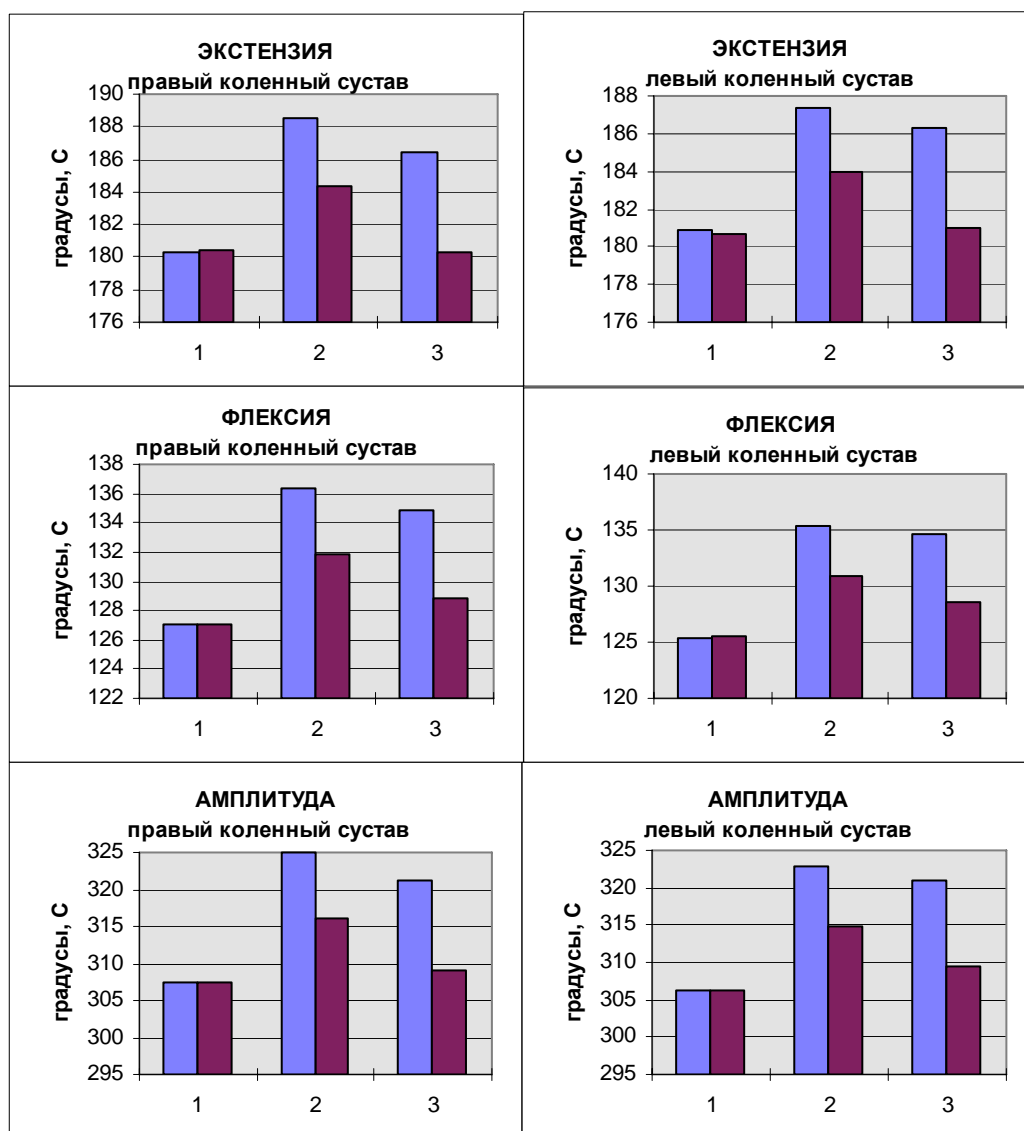 ЭКСТЕНЗИЯ
правый коленный сустав
градусы, С
190
188
186
184
182
180
178
176
1 2 3
ЭКСТЕНЗИЯ
левый коленный сустав
градусы, С
188
186
184
182
180
178
176
1 2 3
ФЛЕКСИЯ
правый коленный сустав
градусы, С
138
136
134
132
130
128
126
124
122
1 2 3
ФЛЕКСИЯ
левый коленный сустав
градусы, С
140
135
130
125
120
1 2 3
АМПЛИТУДА
правый коленный сустав
градусы, С
325
320
315
310
305
300
295
1 2 3
АМПЛИТУДА
левый коленный сустав
градусы, С
325
320
315
310
305
300
295
1 2 3